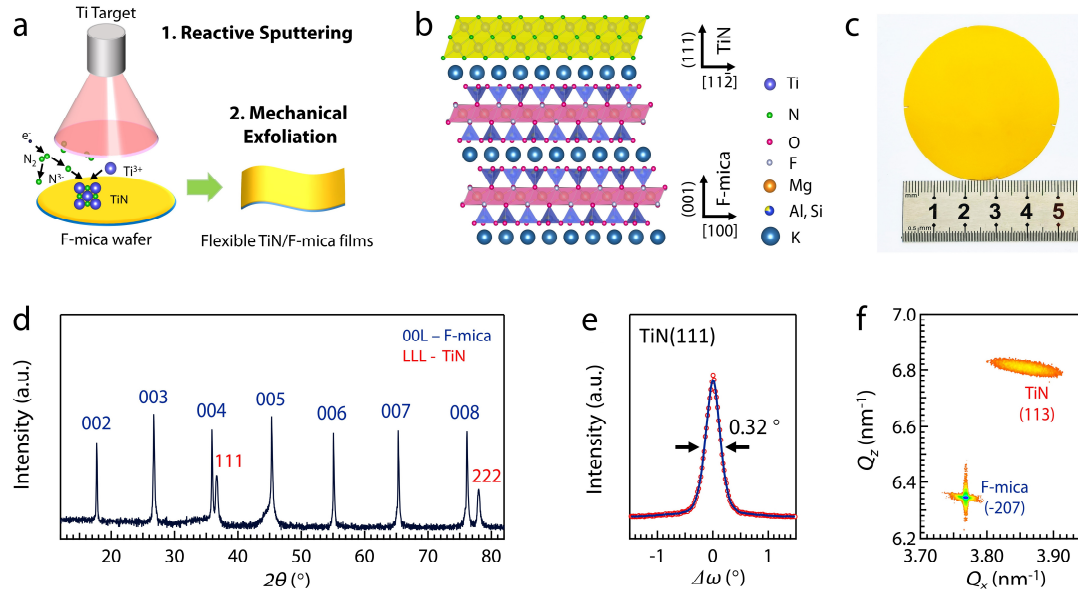 a
Ti Target
1. Reactive Sputtering
2. Mechanical
Exfoliation
e-
N2
N3-
Ti3+
TiN
F-mica wafer
Flexible TiN/F-mica films
b
(111)
TiN
[112̅]
Ti
N
O
F
Mg
Al, Si
K
(001)
F-mica
[100]
c
mm
1 2 3 4 5
0.5 mm
d
Intensity (a.u.)
00L – F-mica
LLL - TiN
002
003
004
111
005
006
007
008
222
20 30 40 50 60 70 80
2θ (°)
e
Intensity (a.u.)
TiN(111)
0.32 °
-1 0 1
Δω (°)
f
Qz (nm-1)
7.0
6.8
6.6
6.4
6.2
TiN
(113)
F-mica
(-207)
3.70 3.80 3.90
Qx (nm-1)